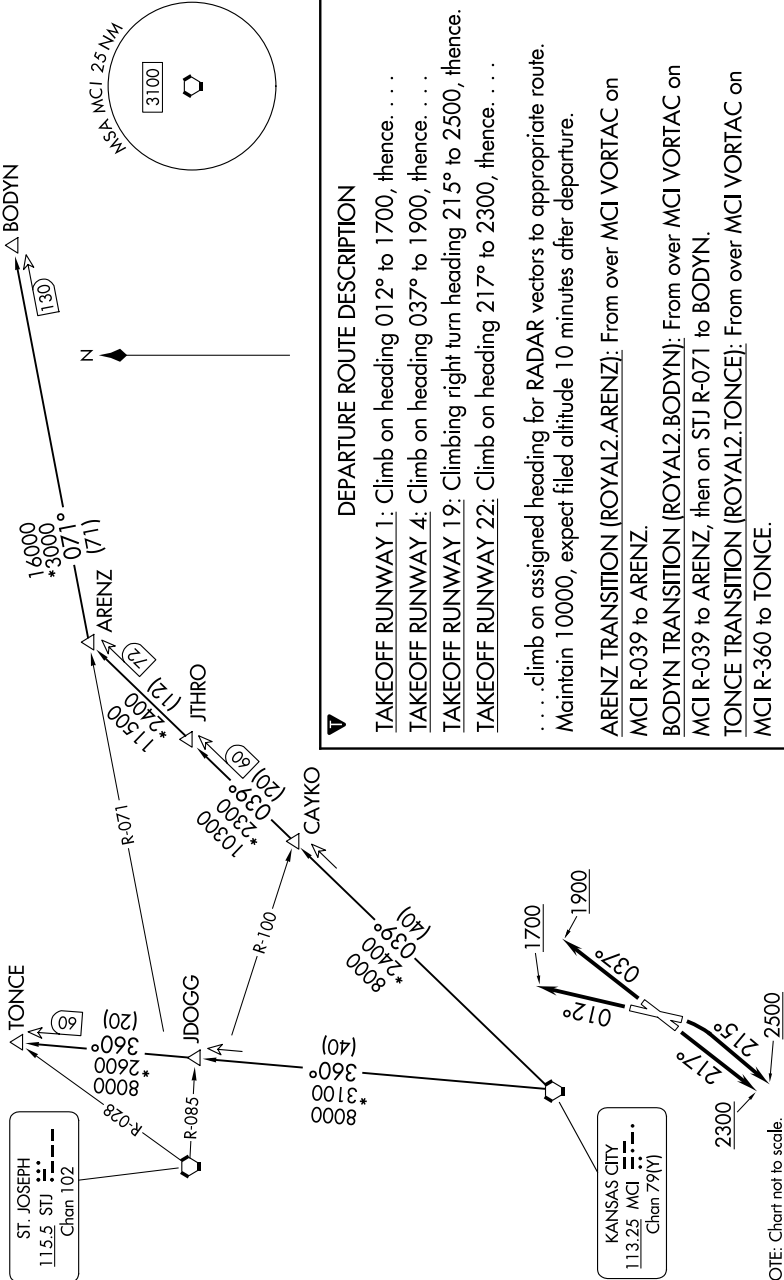 MSA MCI 25 NM
3100
BODYN
130
N
16000
*3000
071°
(71)
ARENZ
72
11500
*2400
(12)
JTHRO
60
10300
*2300
039°
(20)
CAYKO
R-071
R-100
TONCE
60
8000
*2600
360°
(20)
JDOGG
R-028
R-085
8000
*3100
360°
(40)
8000
*2400
039°
(40)
ST. JOSEPH
115.5 STJ
Chan 102
KANSAS CITY
113.25 MCI
Chan 79(Y)
1700
1900
012°
037°
217°
215°
2300
2500
OTE: Chart not to scale.
DEPARTURE ROUTE DESCRIPTION
T
TAKEOFF RUNWAY 1: Climb on heading 012° to 1700, thence. . . .
TAKEOFF RUNWAY 4: Climb on heading 037° to 1900, thence. . . .
TAKEOFF RUNWAY 19: Climbing right turn heading 215° to 2500, thence.
TAKEOFF RUNWAY 22: Climb on heading 217° to 2300, thence. . . .
. . . .climb on assigned heading for RADAR vectors to appropriate route.
Maintain 10000, expect filed altitude 10 minutes after departure.
ARENZ TRANSITION (ROYAL2.ARENZ): From over MCI VORTAC on
MCI R-039 to ARENZ.
BODYN TRANSITION (ROYAL2.BODYN): From over MCI VORTAC on
MCI R-039 to ARENZ, then on STJ R-071 to BODYN.
TONCE TRANSITION (ROYAL2.TONCE): From over MCI VORTAC on
MCI R-360 to TONCE.